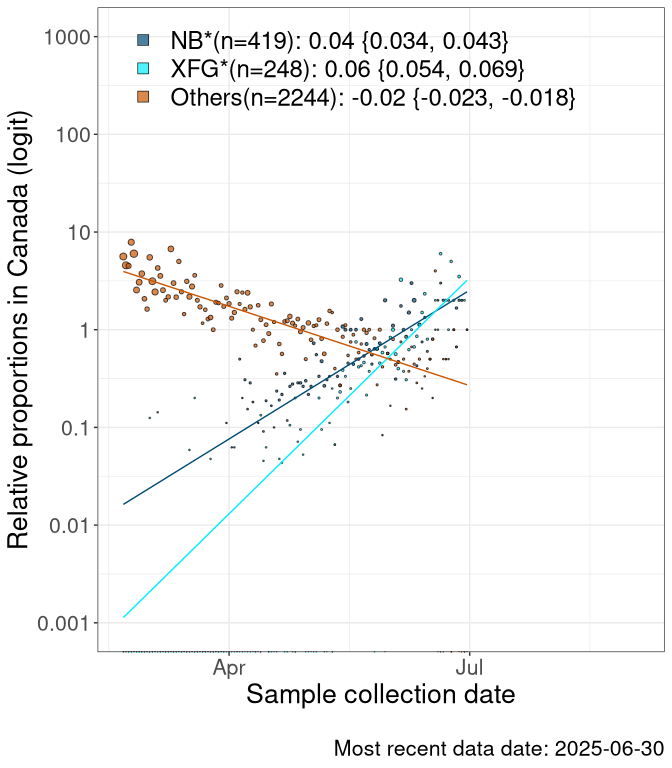 NB*(n=419): 0.04 {0.034, 0.043}
XFG*(n=248): 0.06 {0.054, 0.069}
Others(n=2244): -0.02 {-0.023, -0.018}
Relative proportions in Canada (logit)
1000
100
10
1
0.1
0.01
0.001
Apr
Jul
Sample collection date
Most recent data date: 2025-06-30